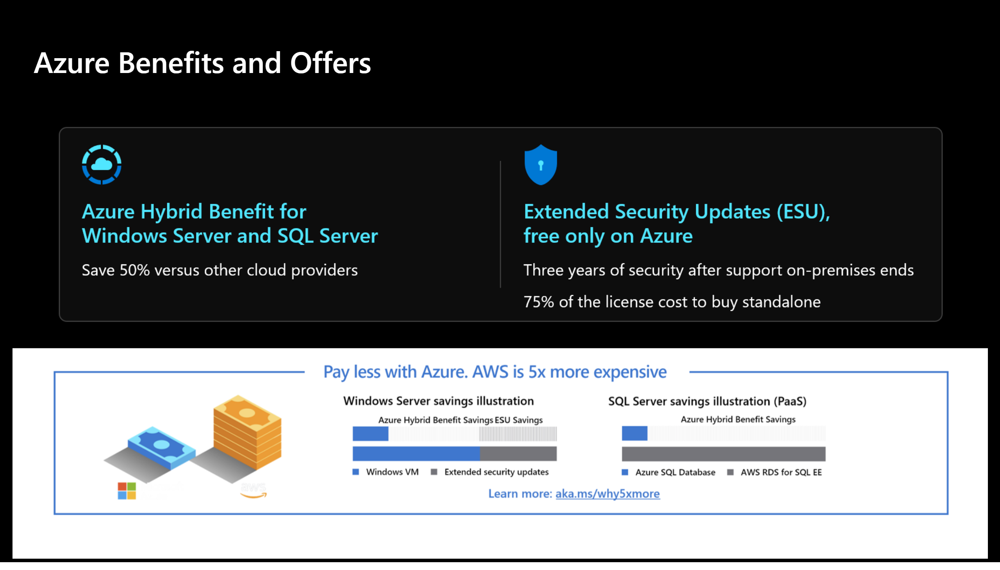 Azure Benefits and Offers
Azure Hybrid Benefit for
Windows Server and SQL Server
Save 50% versus other cloud providers
Extended Security Updates (ESU),
free only on Azure
Three years of security after support on-premises ends
75% of the license cost to buy standalone
Pay less with Azure. AWS is 5x more expensive
aws
Windows Server savings illustration
Azure Hybrid Benefit Savings ESU Savings
Windows VM Extended security updates
SQL Server savings illustration (PaaS)
Azure Hybrid Benefit Savings
Azure SQL Database AWS RDS for SQL EE
Learn more: aka.ms/why5xmore